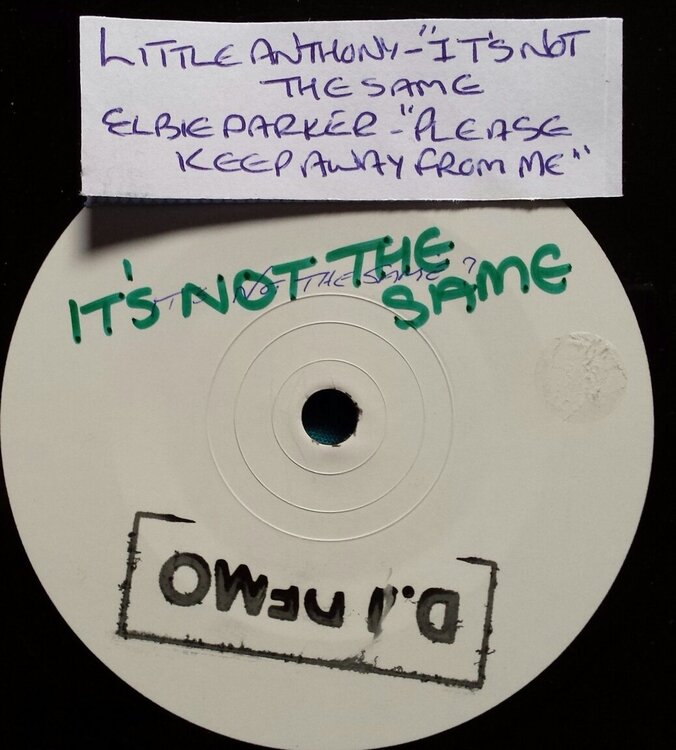 LITTLE ANTHONY - "IT'S NOT
THE SAME
ELBIE PARKER - "PLEASE
KEEP AWAY FROM ME"
IT'S NOT THE
SAME
IT'S NOT THE SAME"?
D.J DEMO